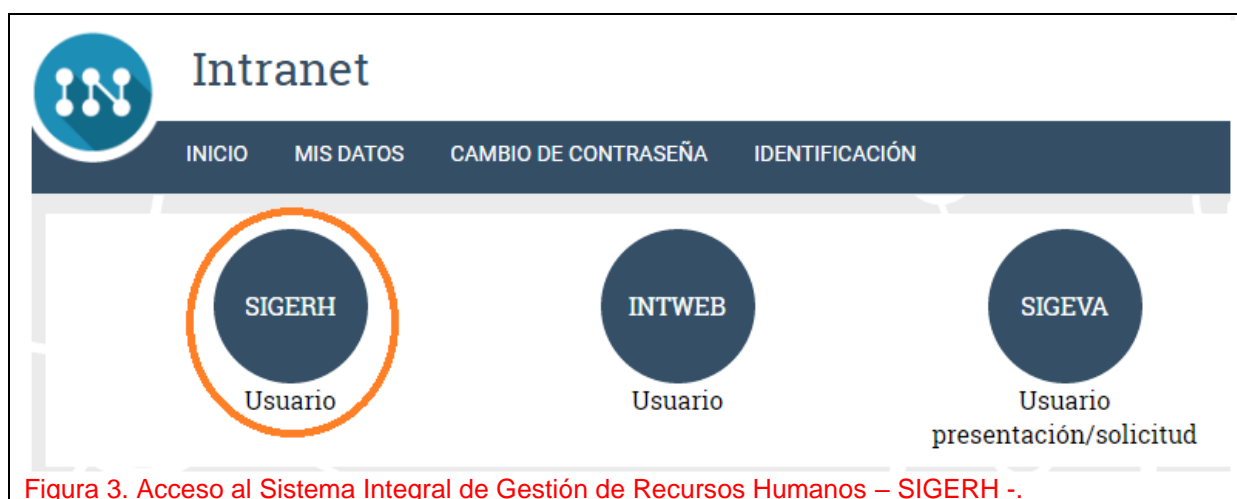 Intranet
INICIO MIS DATOS CAMBIO DE CONTRASEÑA IDENTIFICACIÓN
SIGERH INTWEB SIGEVA
Usuario Usuario Usuario
presentación/solicitud
Figura 3. Acceso al Sistema Integral de Gestión de Recursos Humanos – SIGERH -.